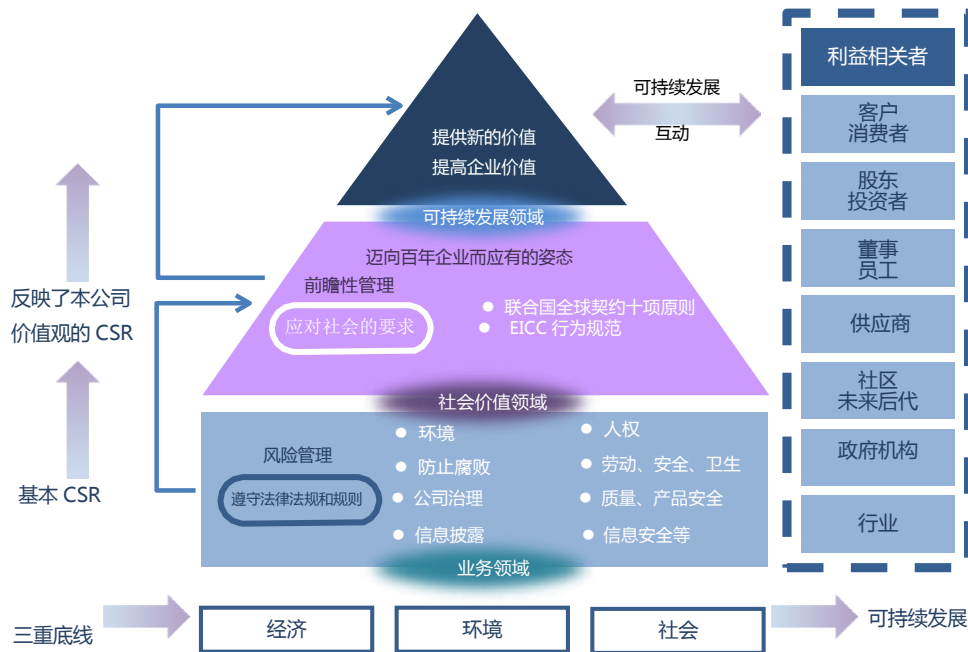 提供新的价值
提高企业价值
可持续发展领域
迈向百年企业而应有的姿态
前瞻性管理
应对社会的要求
联合国全球契约十项原则
EICC 行为规范
社会价值领域
风险管理
遵守法律法规和规则
环境
防止腐败
公司治理
信息披露
人权
劳动、安全、卫生
质量、产品安全
信息安全等
业务领域
反映了本公司
价值观的 CSR
基本 CSR
可持续发展
互动
利益相关者
客户
消费者
股东
投资者
董事
员工
供应商
社区
未来后代
政府机构
行业
三重底线
经济
环境
社会
可持续发展